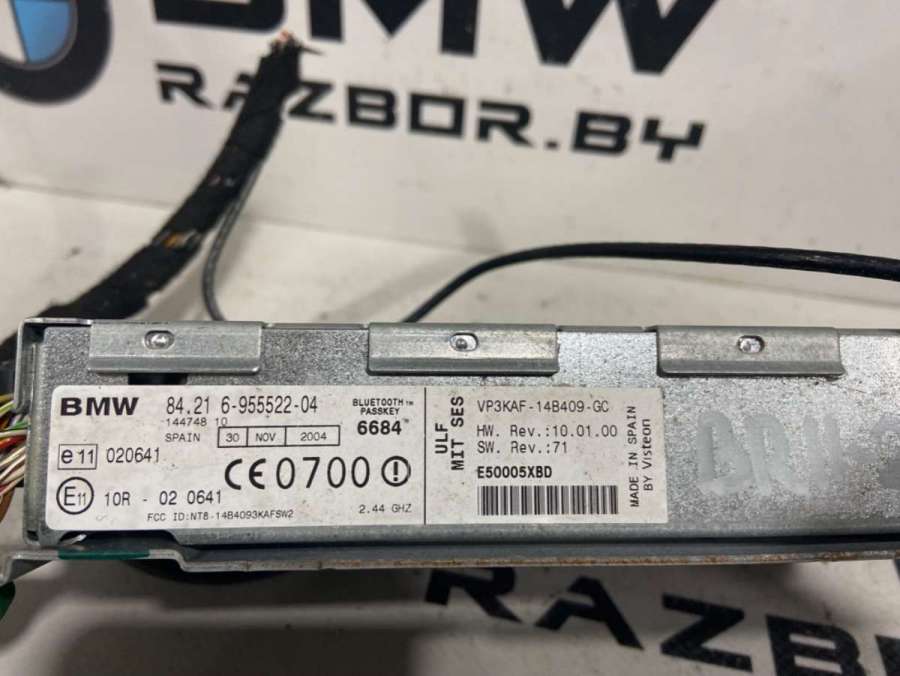 BMW
RAZBOR.BY
BMW 84.21 6-955522-04
144748 10
SPAIN 30 NOV 2004
BLUETOOTH™
PASSKEY
6684
e11 020641
CE0700
E11 10R - 02 0641
FCC ID:NT8-14B4093KAFSW2
2.44 GHZ
ULF
MIT SES
VP3KAF-14B409-GC
HW. Rev.:10.01.00
SW. Rev.:71
E50005XBD
MADE IN SPAIN
BY Visteon
RAZBO